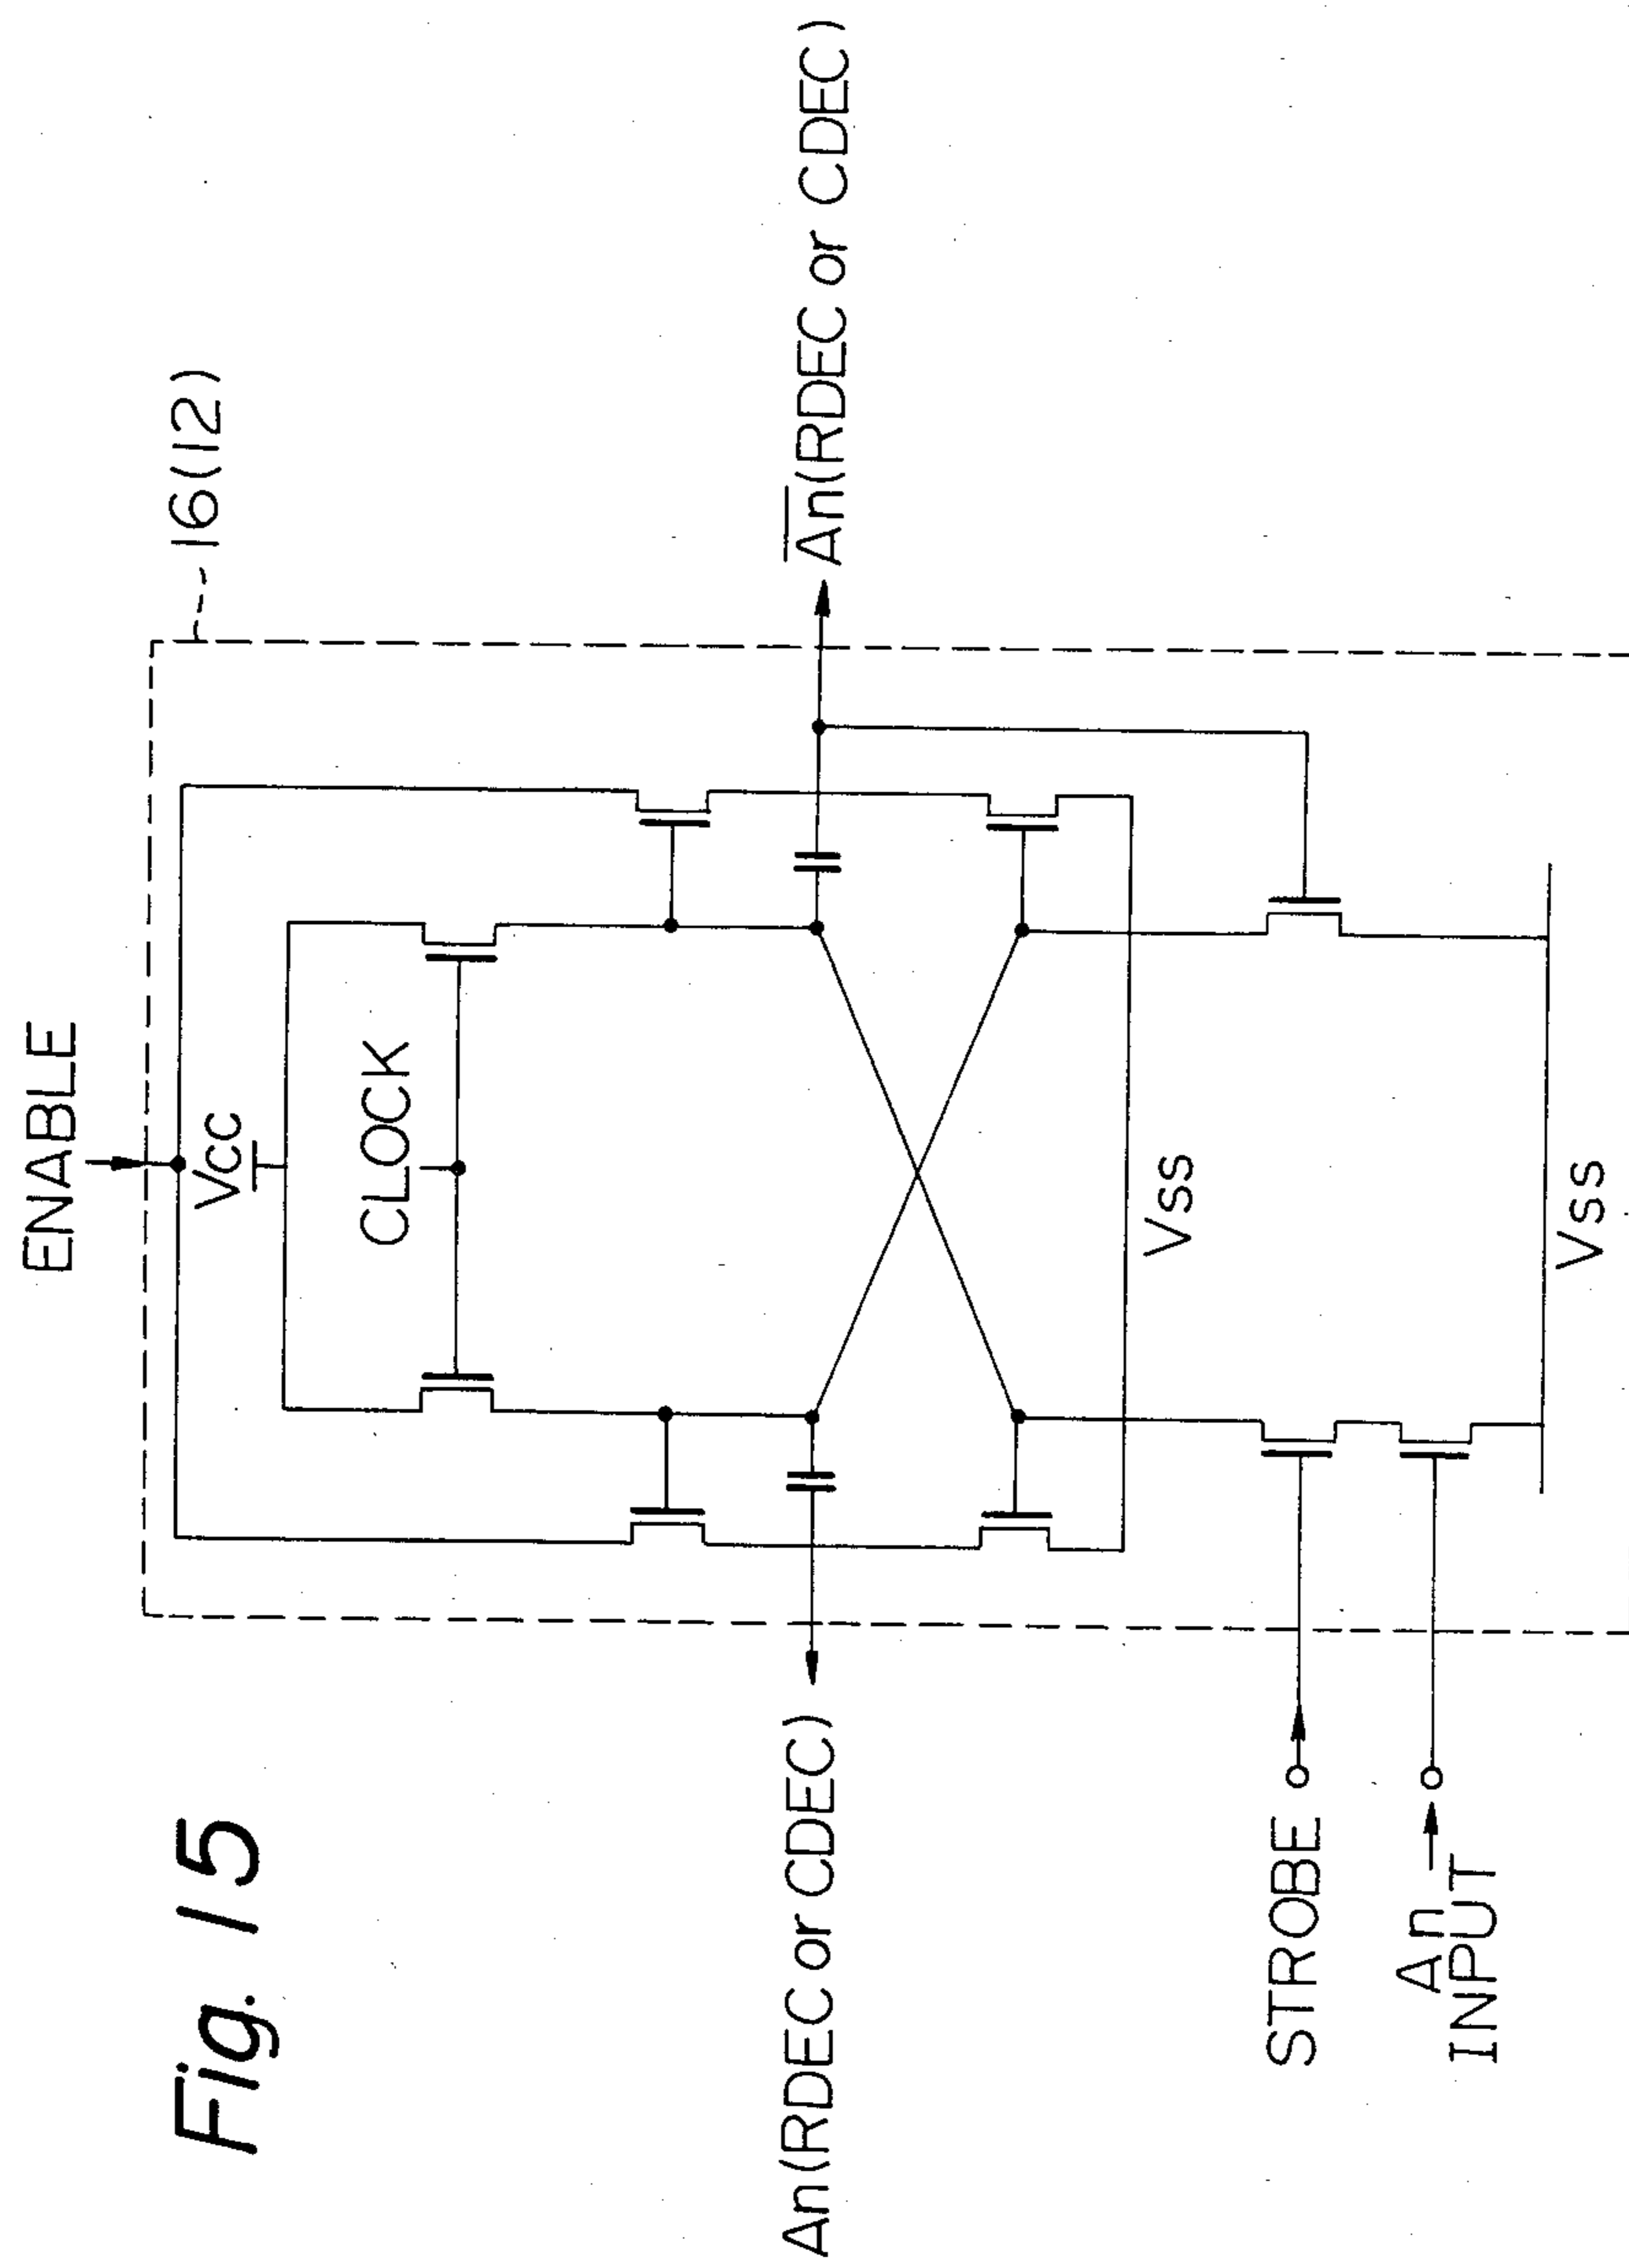 Fig. 15
ENABLE
16(12)
Vcc
CLOCK
An(RDEC or CDEC)
A̅n̅(RDEC or CDEC)
Vss
STROBE
An
INPUT
Vss